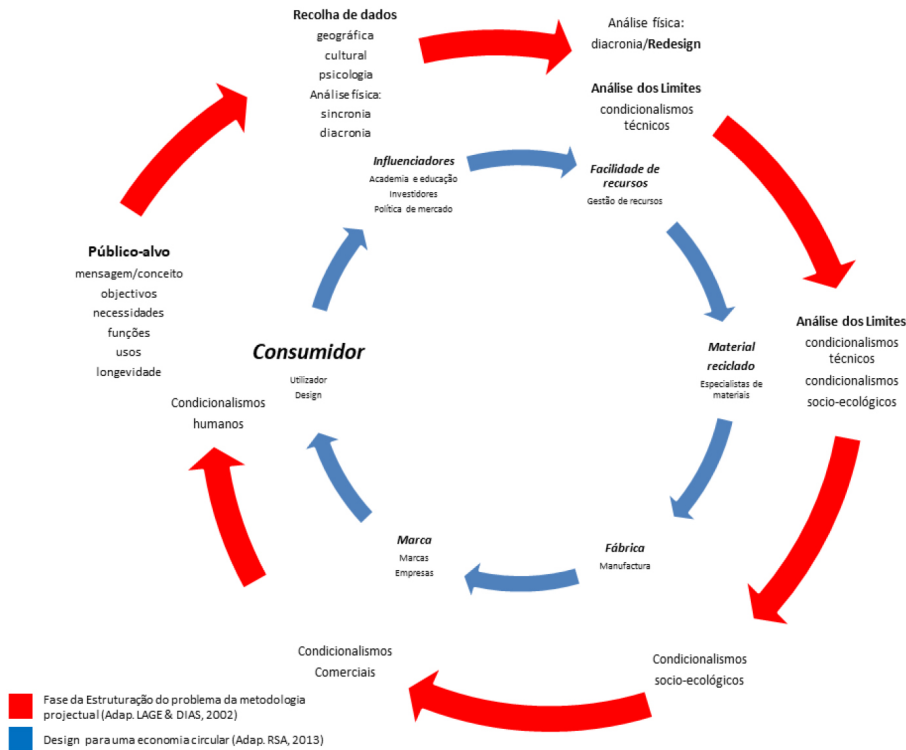 Recolha de dados
geográfica
cultural
psicologia
Análise física:
sincronia
diacronia
Análise física:
diacronia/Redesign
Análise dos Limites
condicionalismos
técnicos
Influenciadores
Academia e educação
Investidores
Política de mercado
Facilidade de
recursos
Gestão de recursos
Público-alvo
mensagem/conceito
objectivos
necessidades
funções
usos
longevidade
Consumidor
Utilizador
Design
Condicionalismos
humanos
Material
reciclado
Especialistas de
materiais
Análise dos Limites
condicionalismos
técnicos
condicionalismos
socio-ecológicos
Marca
Marcas
Empresas
Fábrica
Manufactura
Condicionalismos
Comerciais
Condicionalismos
socio-ecológicos
Fase da Estruturação do problema da metodologia
projectual (Adap. LAGE & DIAS, 2002)
Design para uma economia circular (Adap. RSA, 2013)